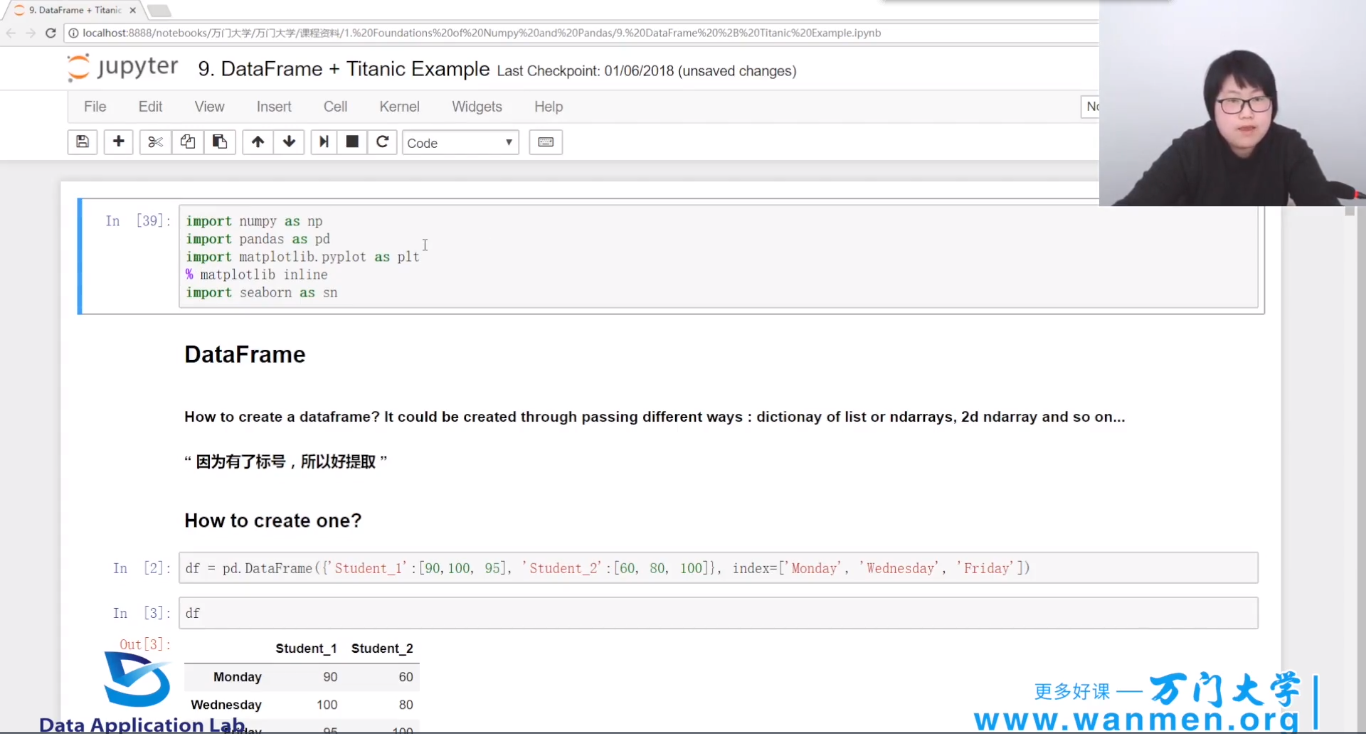 9. DataFrame + Titanic
localhost:8888/notebooks/万门大学/万门大学/课程资料/1.%20Foundations%20of%20Numpy%20and%20Pandas/9.%20DataFrame%20%2B%20Titanic%20Example.ipynb
jupyter 9. DataFrame + Titanic Example Last Checkpoint: 01/06/2018 (unsaved changes)
File Edit View Insert Cell Kernel Widgets Help
Code
In [39]:
import numpy as np
import pandas as pd
import matplotlib.pyplot as plt
% matplotlib inline
import seaborn as sn
DataFrame
How to create a dataframe? It could be created through passing different ways : dictionay of list or ndarrays, 2d ndarray and so on...
“ 因为有了标号，所以好提取 ”
How to create one?
In [2]: df = pd.DataFrame({'Student_1':[90,100, 95], 'Student_2':[60, 80, 100]}, index=['Monday', 'Wednesday', 'Friday'])
In [3]: df
Out[3]:
Student_1 Student_2
Monday 90 60
Wednesday 100 80
Friday 95 100
Data Application Lab
更多好课 — 万门大学
www.wanmen.org